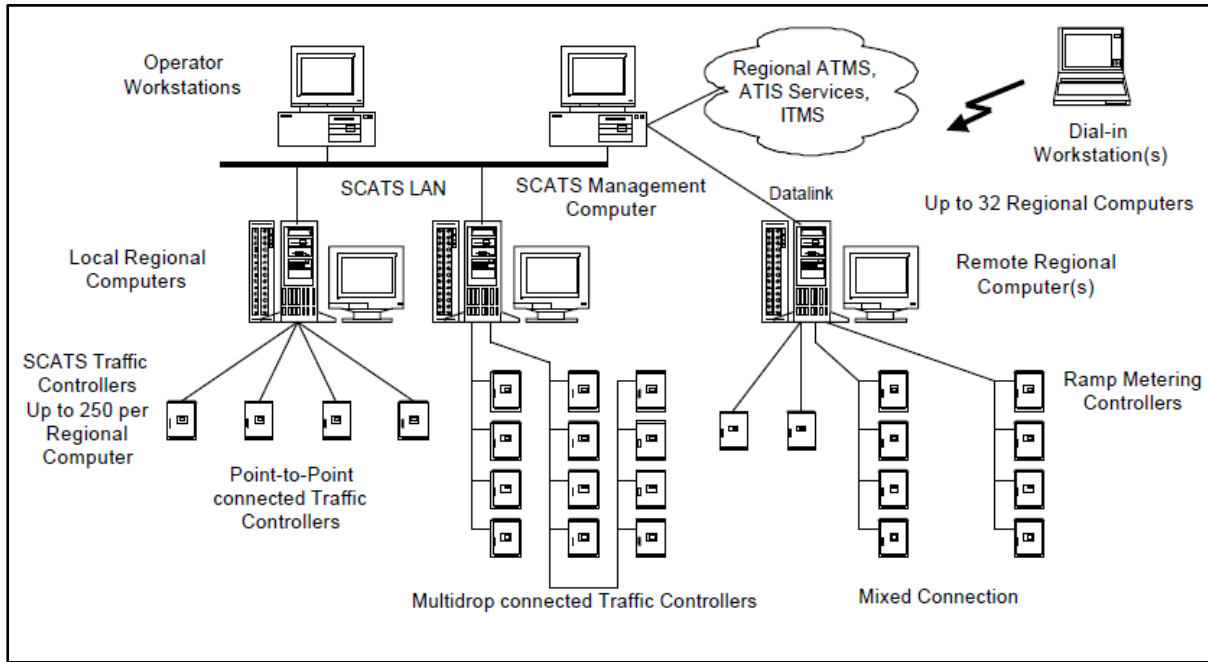 Operator
Workstations
Regional ATMS,
ATIS Services,
ITMS
Dial-in
Workstation(s)
SCATS LAN
SCATS Management
Computer
Datalink
Up to 32 Regional Computers
Local Regional
Computers
Remote Regional
Computer(s)
SCATS Traffic
Controllers
Up to 250 per
Regional
Computer
Ramp Metering
Controllers
Point-to-Point
connected Traffic
Controllers
Multidrop connected Traffic Controllers
Mixed Connection